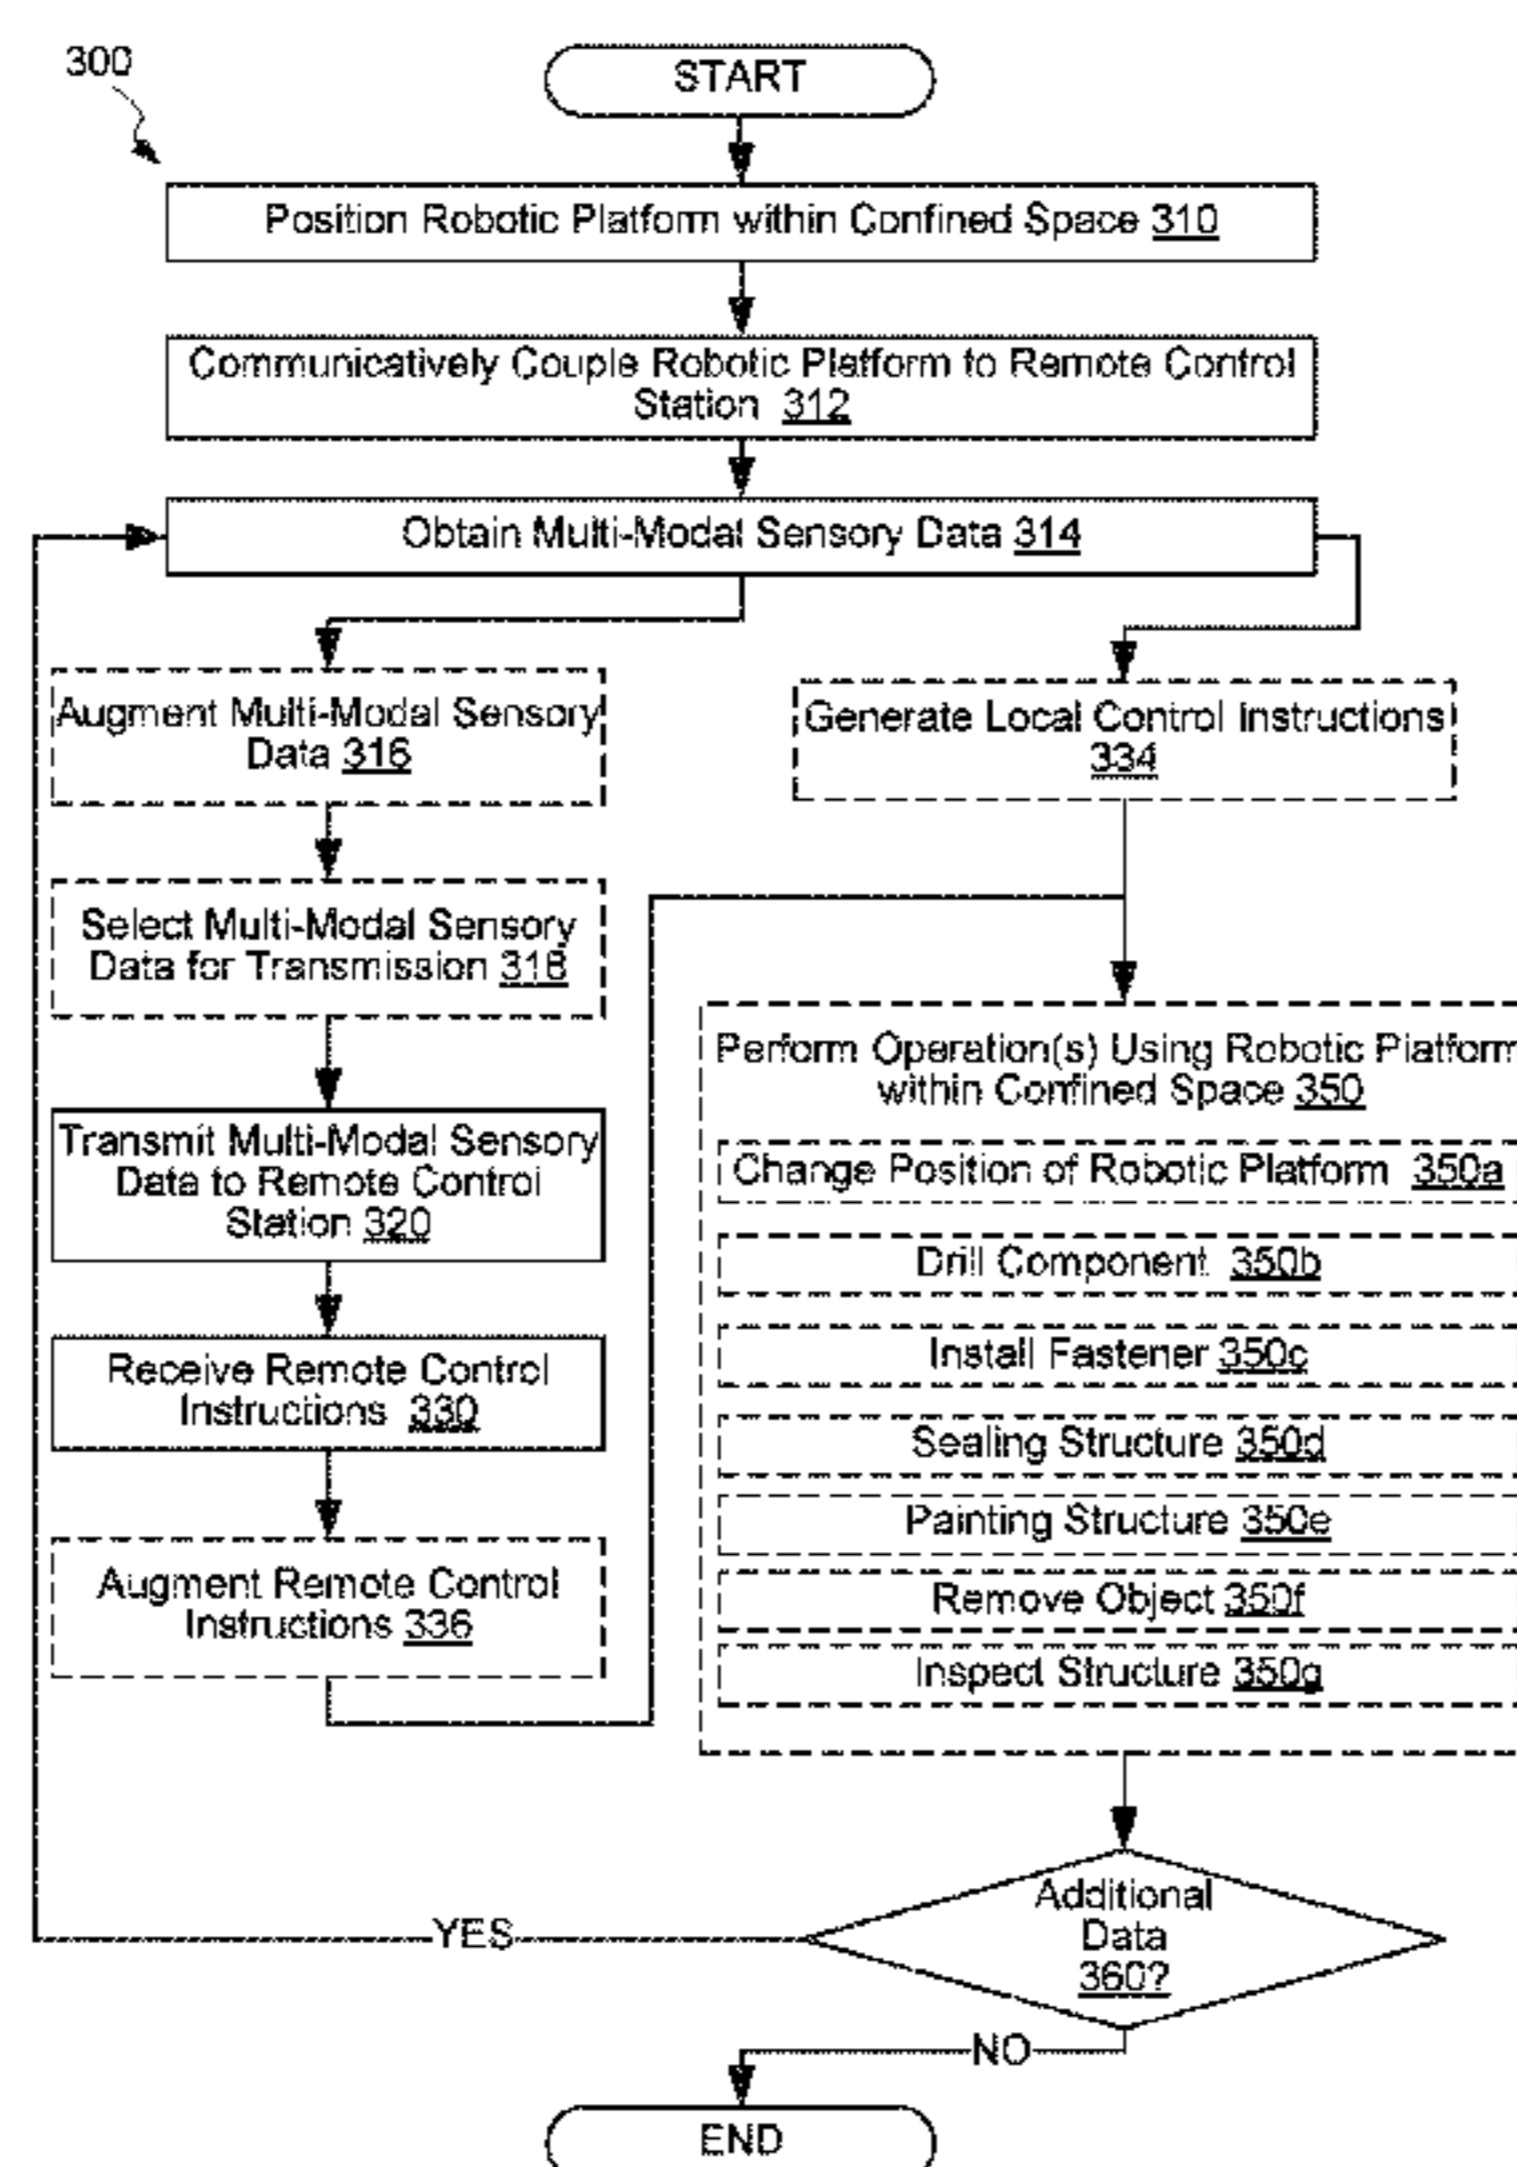 300
START
Position Robotic Platform within Confined Space 310
Communicatively Couple Robotic Platform to Remote Control
Station 312
Obtain Multi-Modal Sensory Data 314
Augment Multi-Modal Sensory
Data 316
Generate Local Control Instructions
334
Select Multi-Modal Sensory
Data for Transmission 318
Perform Operation(s) Using Robotic Platform
within Confined Space 350
Transmit Multi-Modal Sensory
Data to Remote Control
Station 320
Change Position of Robotic Platform 350a
Drill Component 350b
Receive Remote Control
Instructions 330
Install Fastener 350c
Sealing Structure 350d
Painting Structure 350e
Augment Remote Control
Instructions 336
Remove Object 350f
Inspect Structure 350g
Additional
Data
360?
YES
NO
END